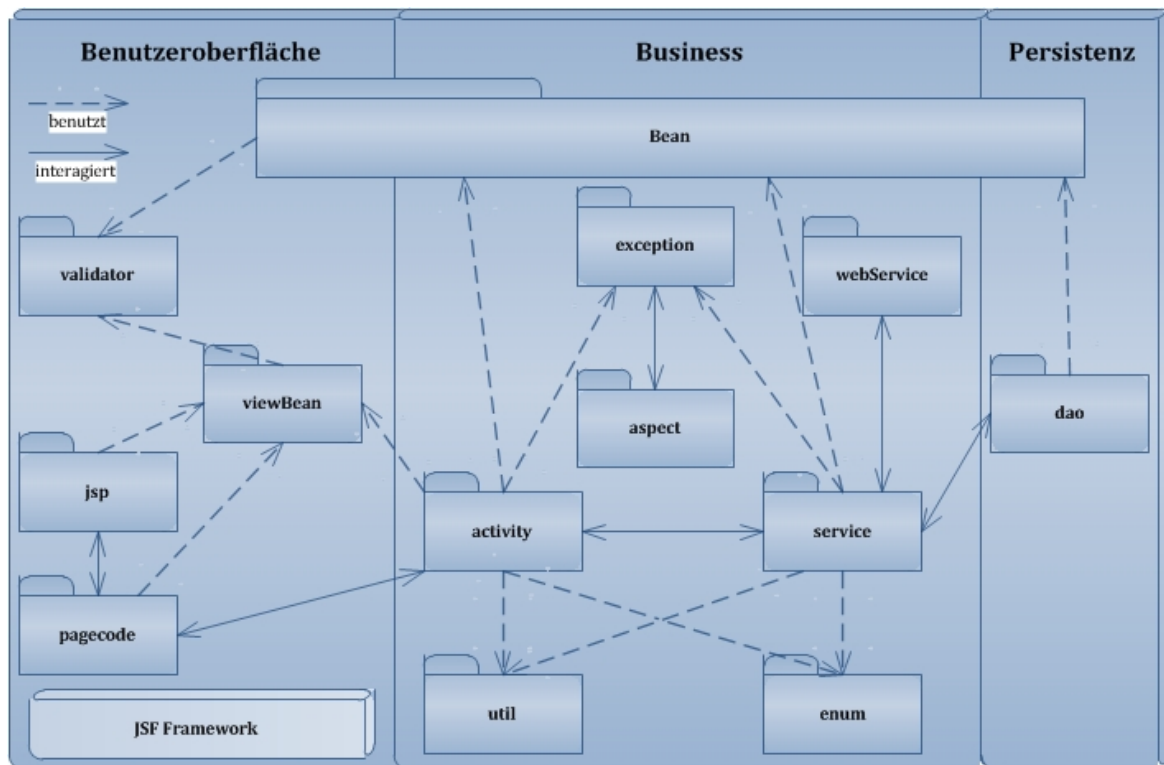 Benutzeroberfläche
Business
Persistenz
benutzt
interagiert
Bean
validator
exception
webService
viewBean
aspect
dao
jsp
activity
service
pagecode
util
enum
JSF Framework